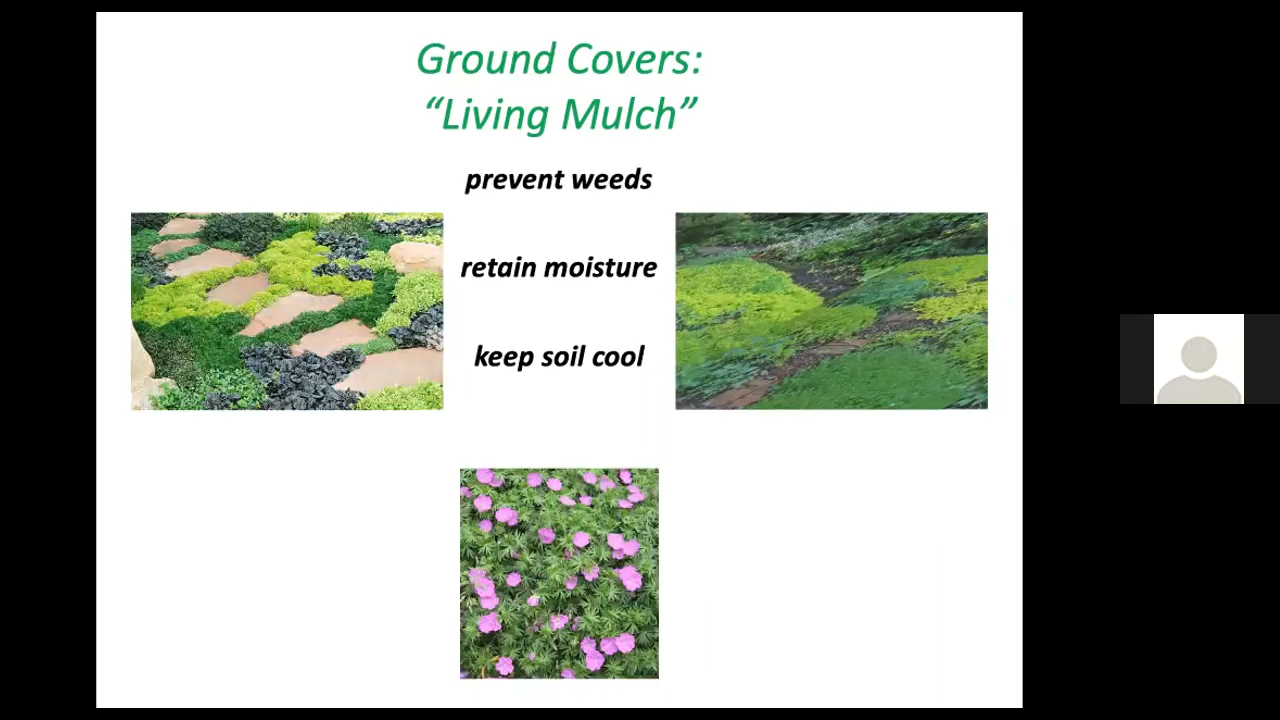 Ground Covers:
“Living Mulch”
prevent weeds
retain moisture
keep soil cool